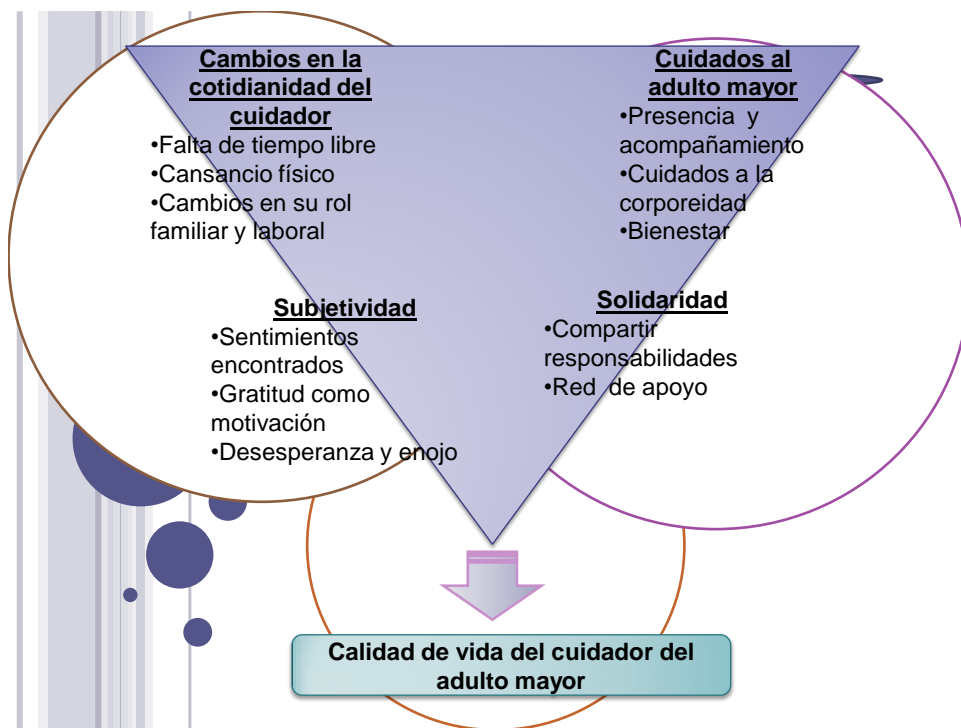 Cambios en la
cotidianidad del
cuidador
•Falta de tiempo libre
•Cansancio físico
•Cambios en su rol
familiar y laboral
Cuidados al
adulto mayor
•Presencia y
acompañamiento
•Cuidados a la
corporeidad
•Bienestar
Subjetividad
•Sentimientos
encontrados
•Gratitud como
motivación
•Desesperanza y enojo
Solidaridad
•Compartir
responsabilidades
•Red de apoyo
Calidad de vida del cuidador del
adulto mayor